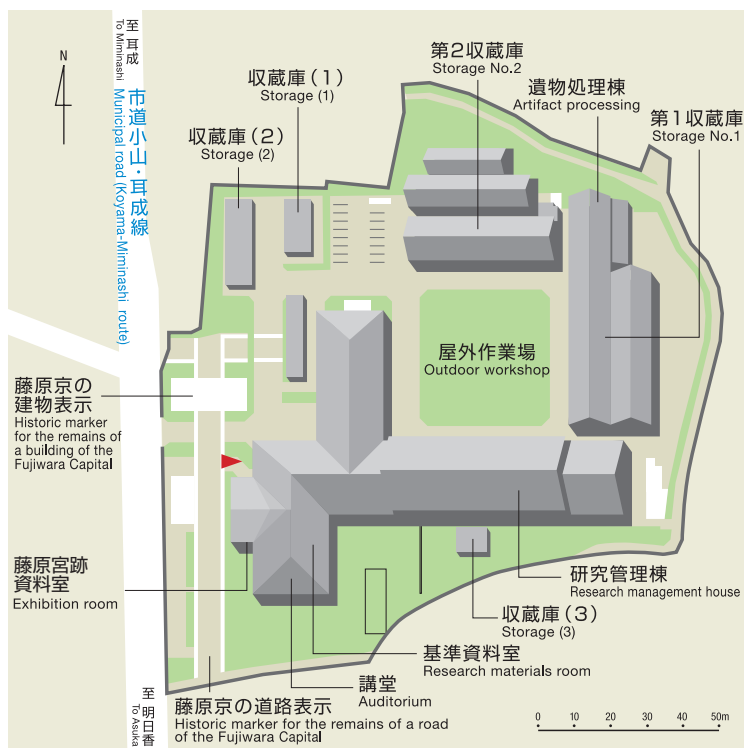 N
至 耳成
To Miminashi
市道小山・耳成線
Municipal road (Koyama-Miminashi route)
収蔵庫(1)
Storage (1)
収蔵庫(2)
Storage (2)
第2収蔵庫
Storage No.2
遺物処理棟
Artifact processing
第1収蔵庫
Storage No.1
屋外作業場
Outdoor workshop
藤原京の
建物表示
Historic marker
for the remains of
a building of the
Fujiwara Capital
藤原宮跡
資料室
Exhibition room
研究管理棟
Research management house
収蔵庫(3)
Storage (3)
基準資料室
Research materials room
講堂
Auditorium
藤原京の道路表示
Historic marker for the remains of a road
of the Fujiwara Capital
至 明日香
To Asuka
0 10 20 30 40 50m